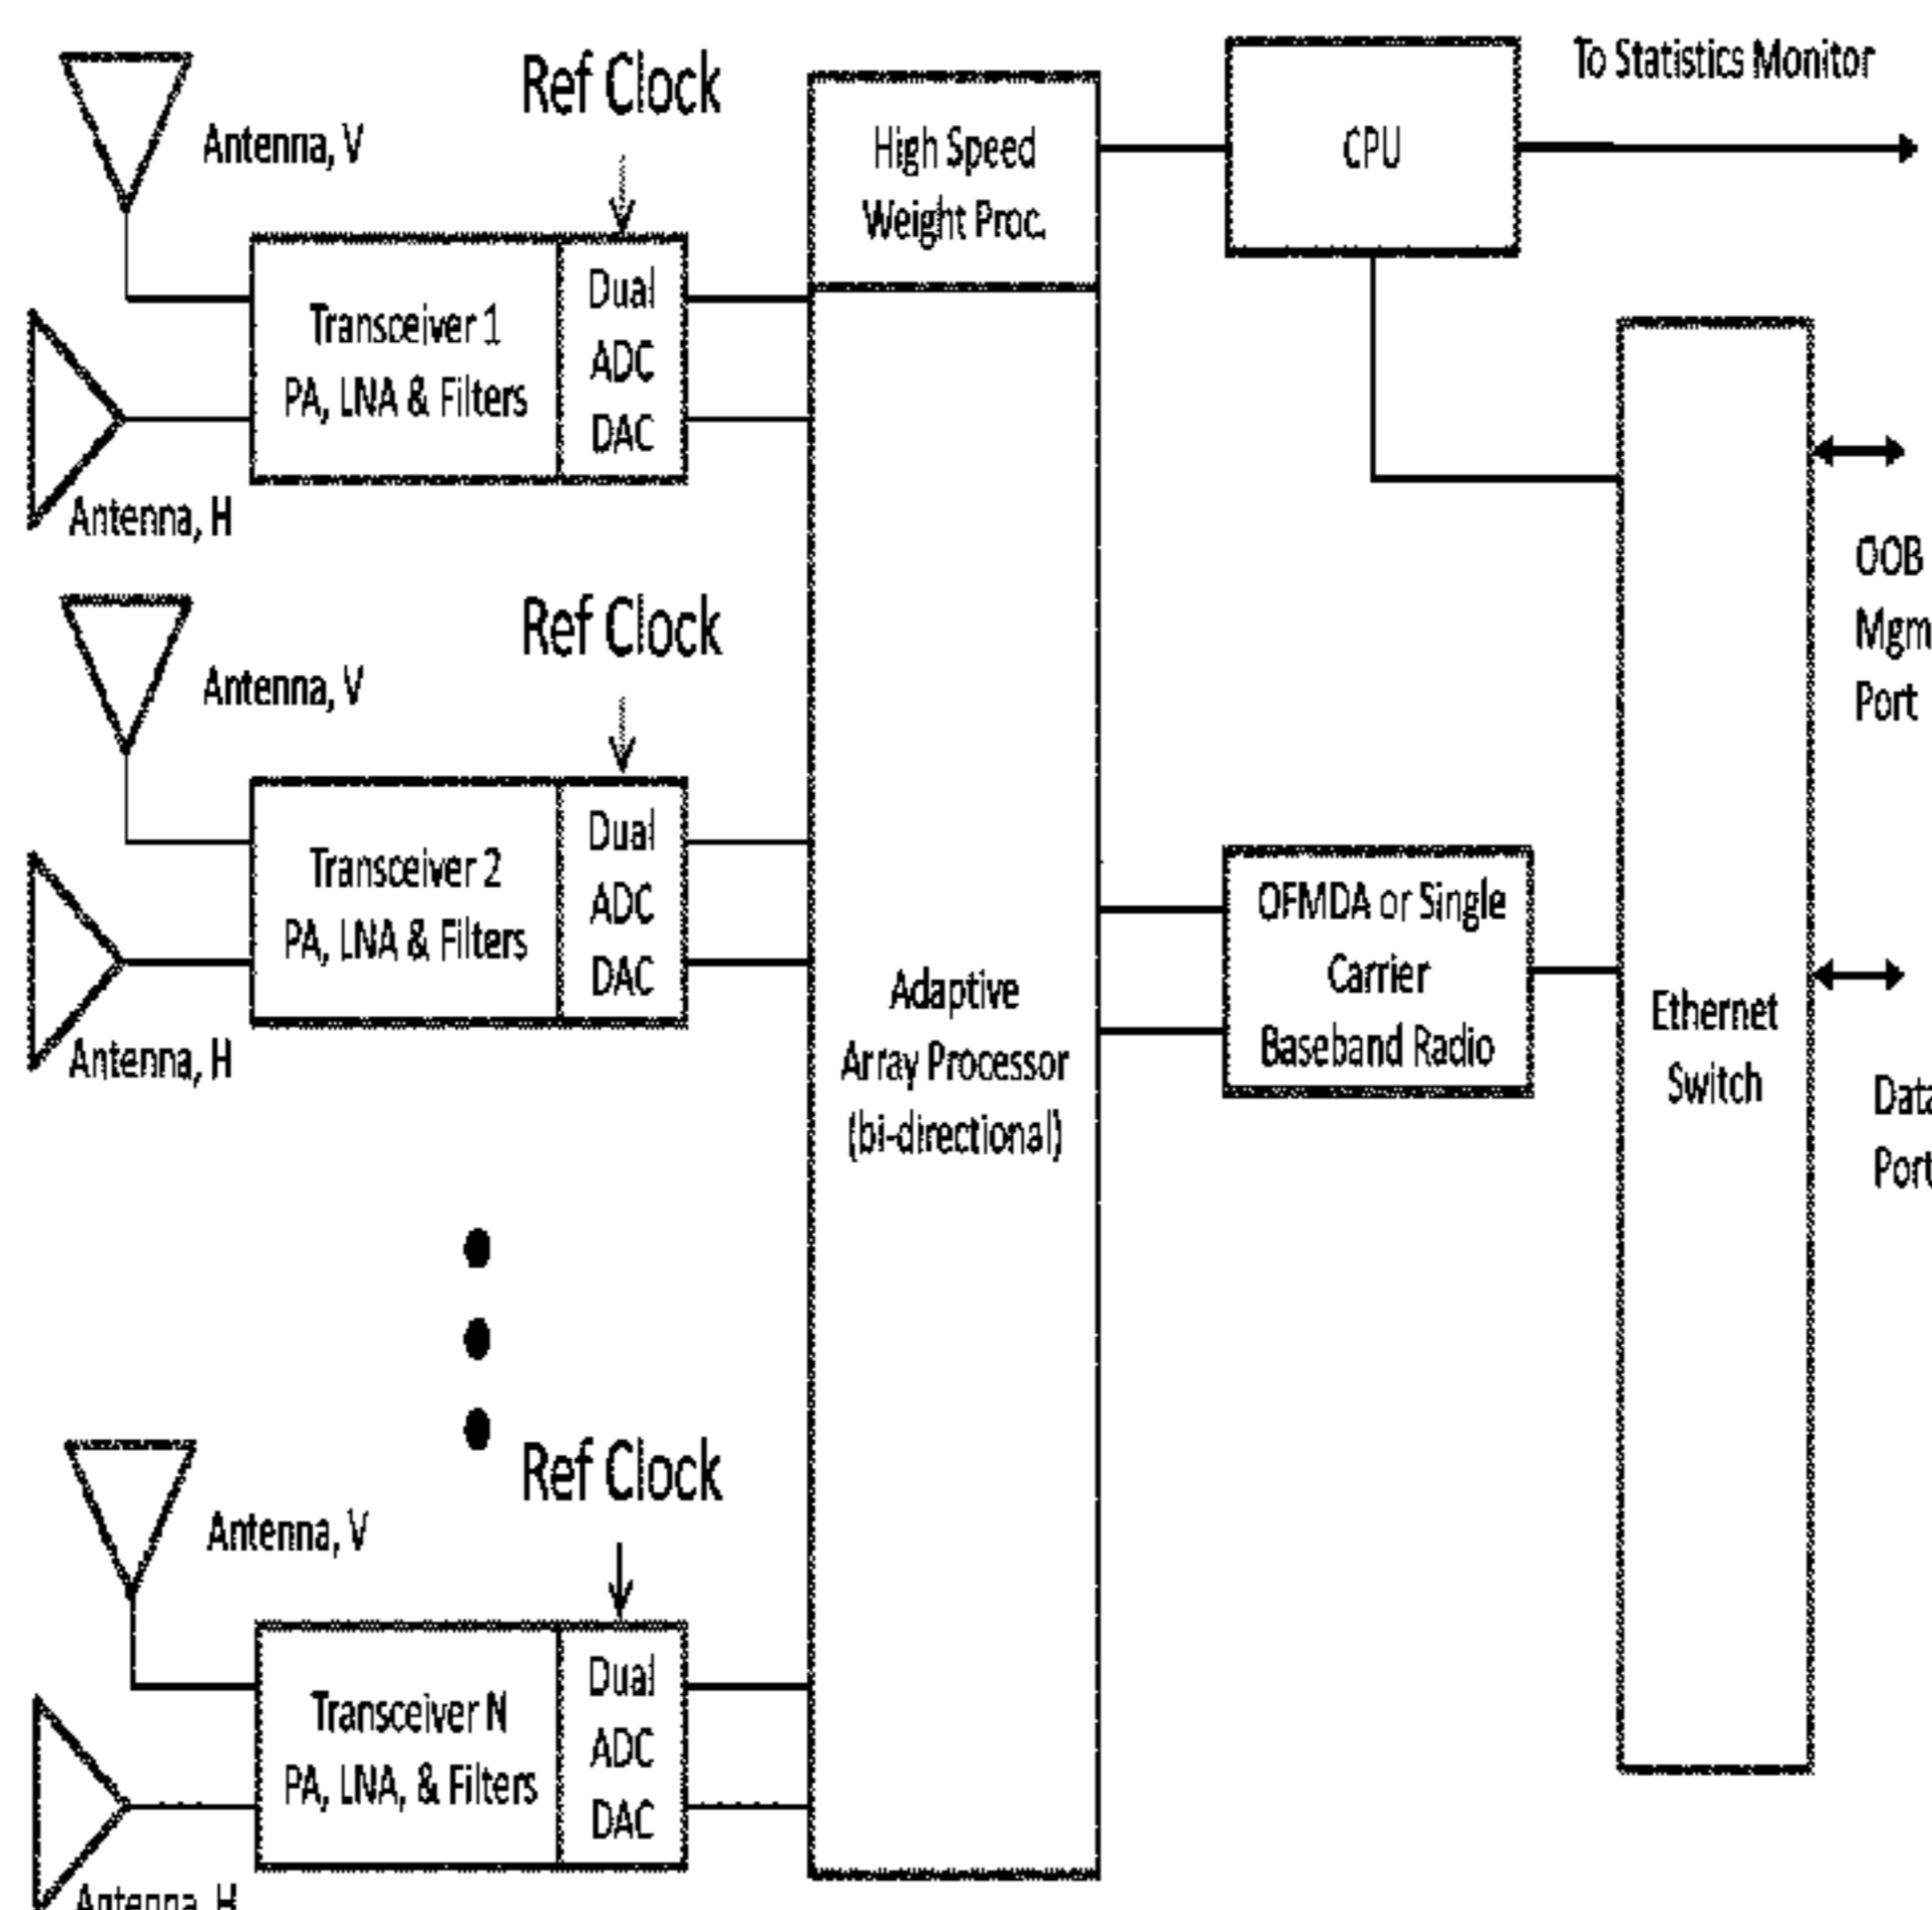 To Statistics Monitor
Ref Clock
Antenna, V
High Speed
Weight Proc.
CPU
Dual
ADC
DAC
Transceiver 1
PA, LNA & Filters
Antenna, H
OOB
Mgm
Port
Ref Clock
Antenna, V
Dual
ADC
DAC
Transceiver 2
PA, LNA & Filters
Antenna, H
Adaptive
Array Processor
(bi-directional)
OFMDA or Single
Carrier
Baseband Radio
Ethernet
Switch
Data
Port
Ref Clock
Antenna, V
Dual
ADC
DAC
Transceiver N
PA, LNA, & Filters
Antenna, H